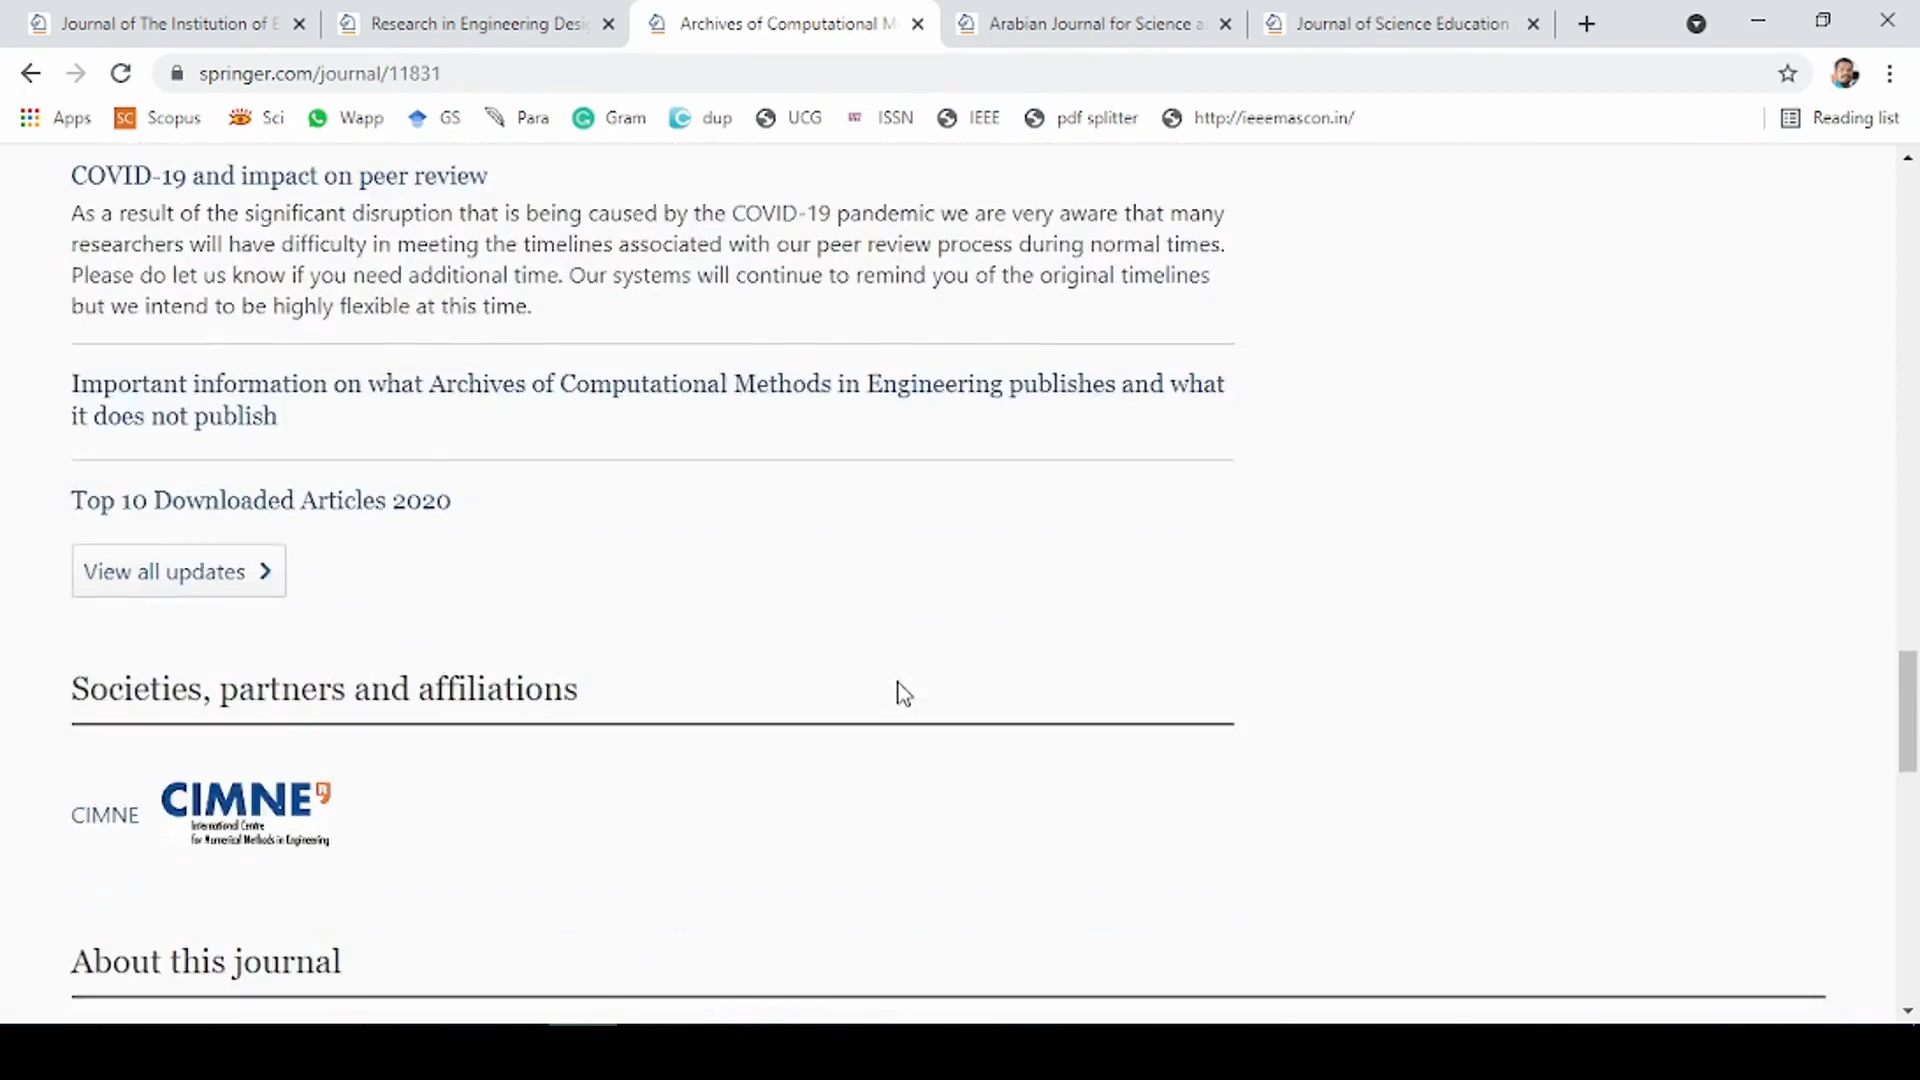 Journal of The Institution of E
Research in Engineering Desi
Archives of Computational M
Arabian Journal for Science a
Journal of Science Education
springer.com/journal/11831
Apps
SC Scopus
Sci
Wapp
GS
Para
Gram
dup
UCG
ISSN
IEEE
pdf splitter
http://ieeemascon.in/
Reading list
COVID-19 and impact on peer review
As a result of the significant disruption that is being caused by the COVID-19 pandemic we are very aware that many
researchers will have difficulty in meeting the timelines associated with our peer review process during normal times.
Please do let us know if you need additional time. Our systems will continue to remind you of the original timelines
but we intend to be highly flexible at this time.
Important information on what Archives of Computational Methods in Engineering publishes and what
it does not publish
Top 10 Downloaded Articles 2020
View all updates
Societies, partners and affiliations
CIMNE
CIMNE R
International Centre
for Numerical Methods in Engineering
About this journal